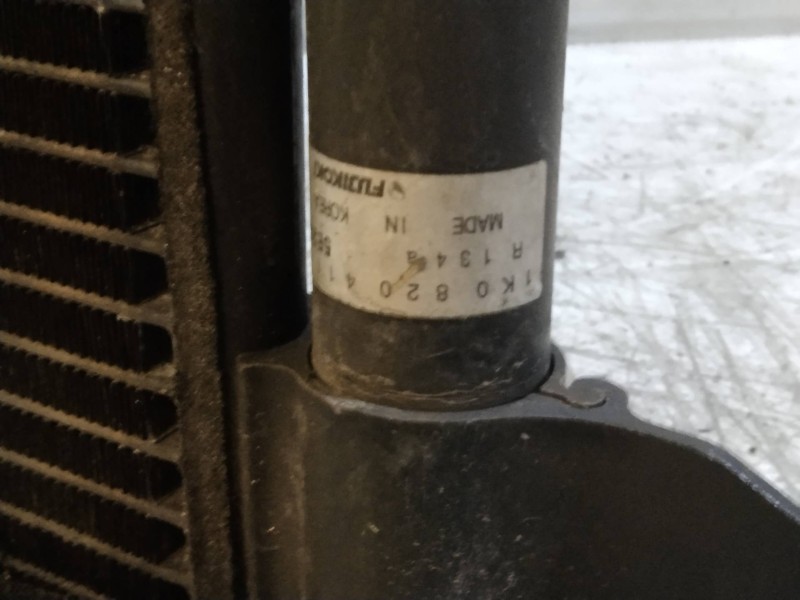 1K0 820 41
R 134a
MADE IN KOREA
FUJIKOKI